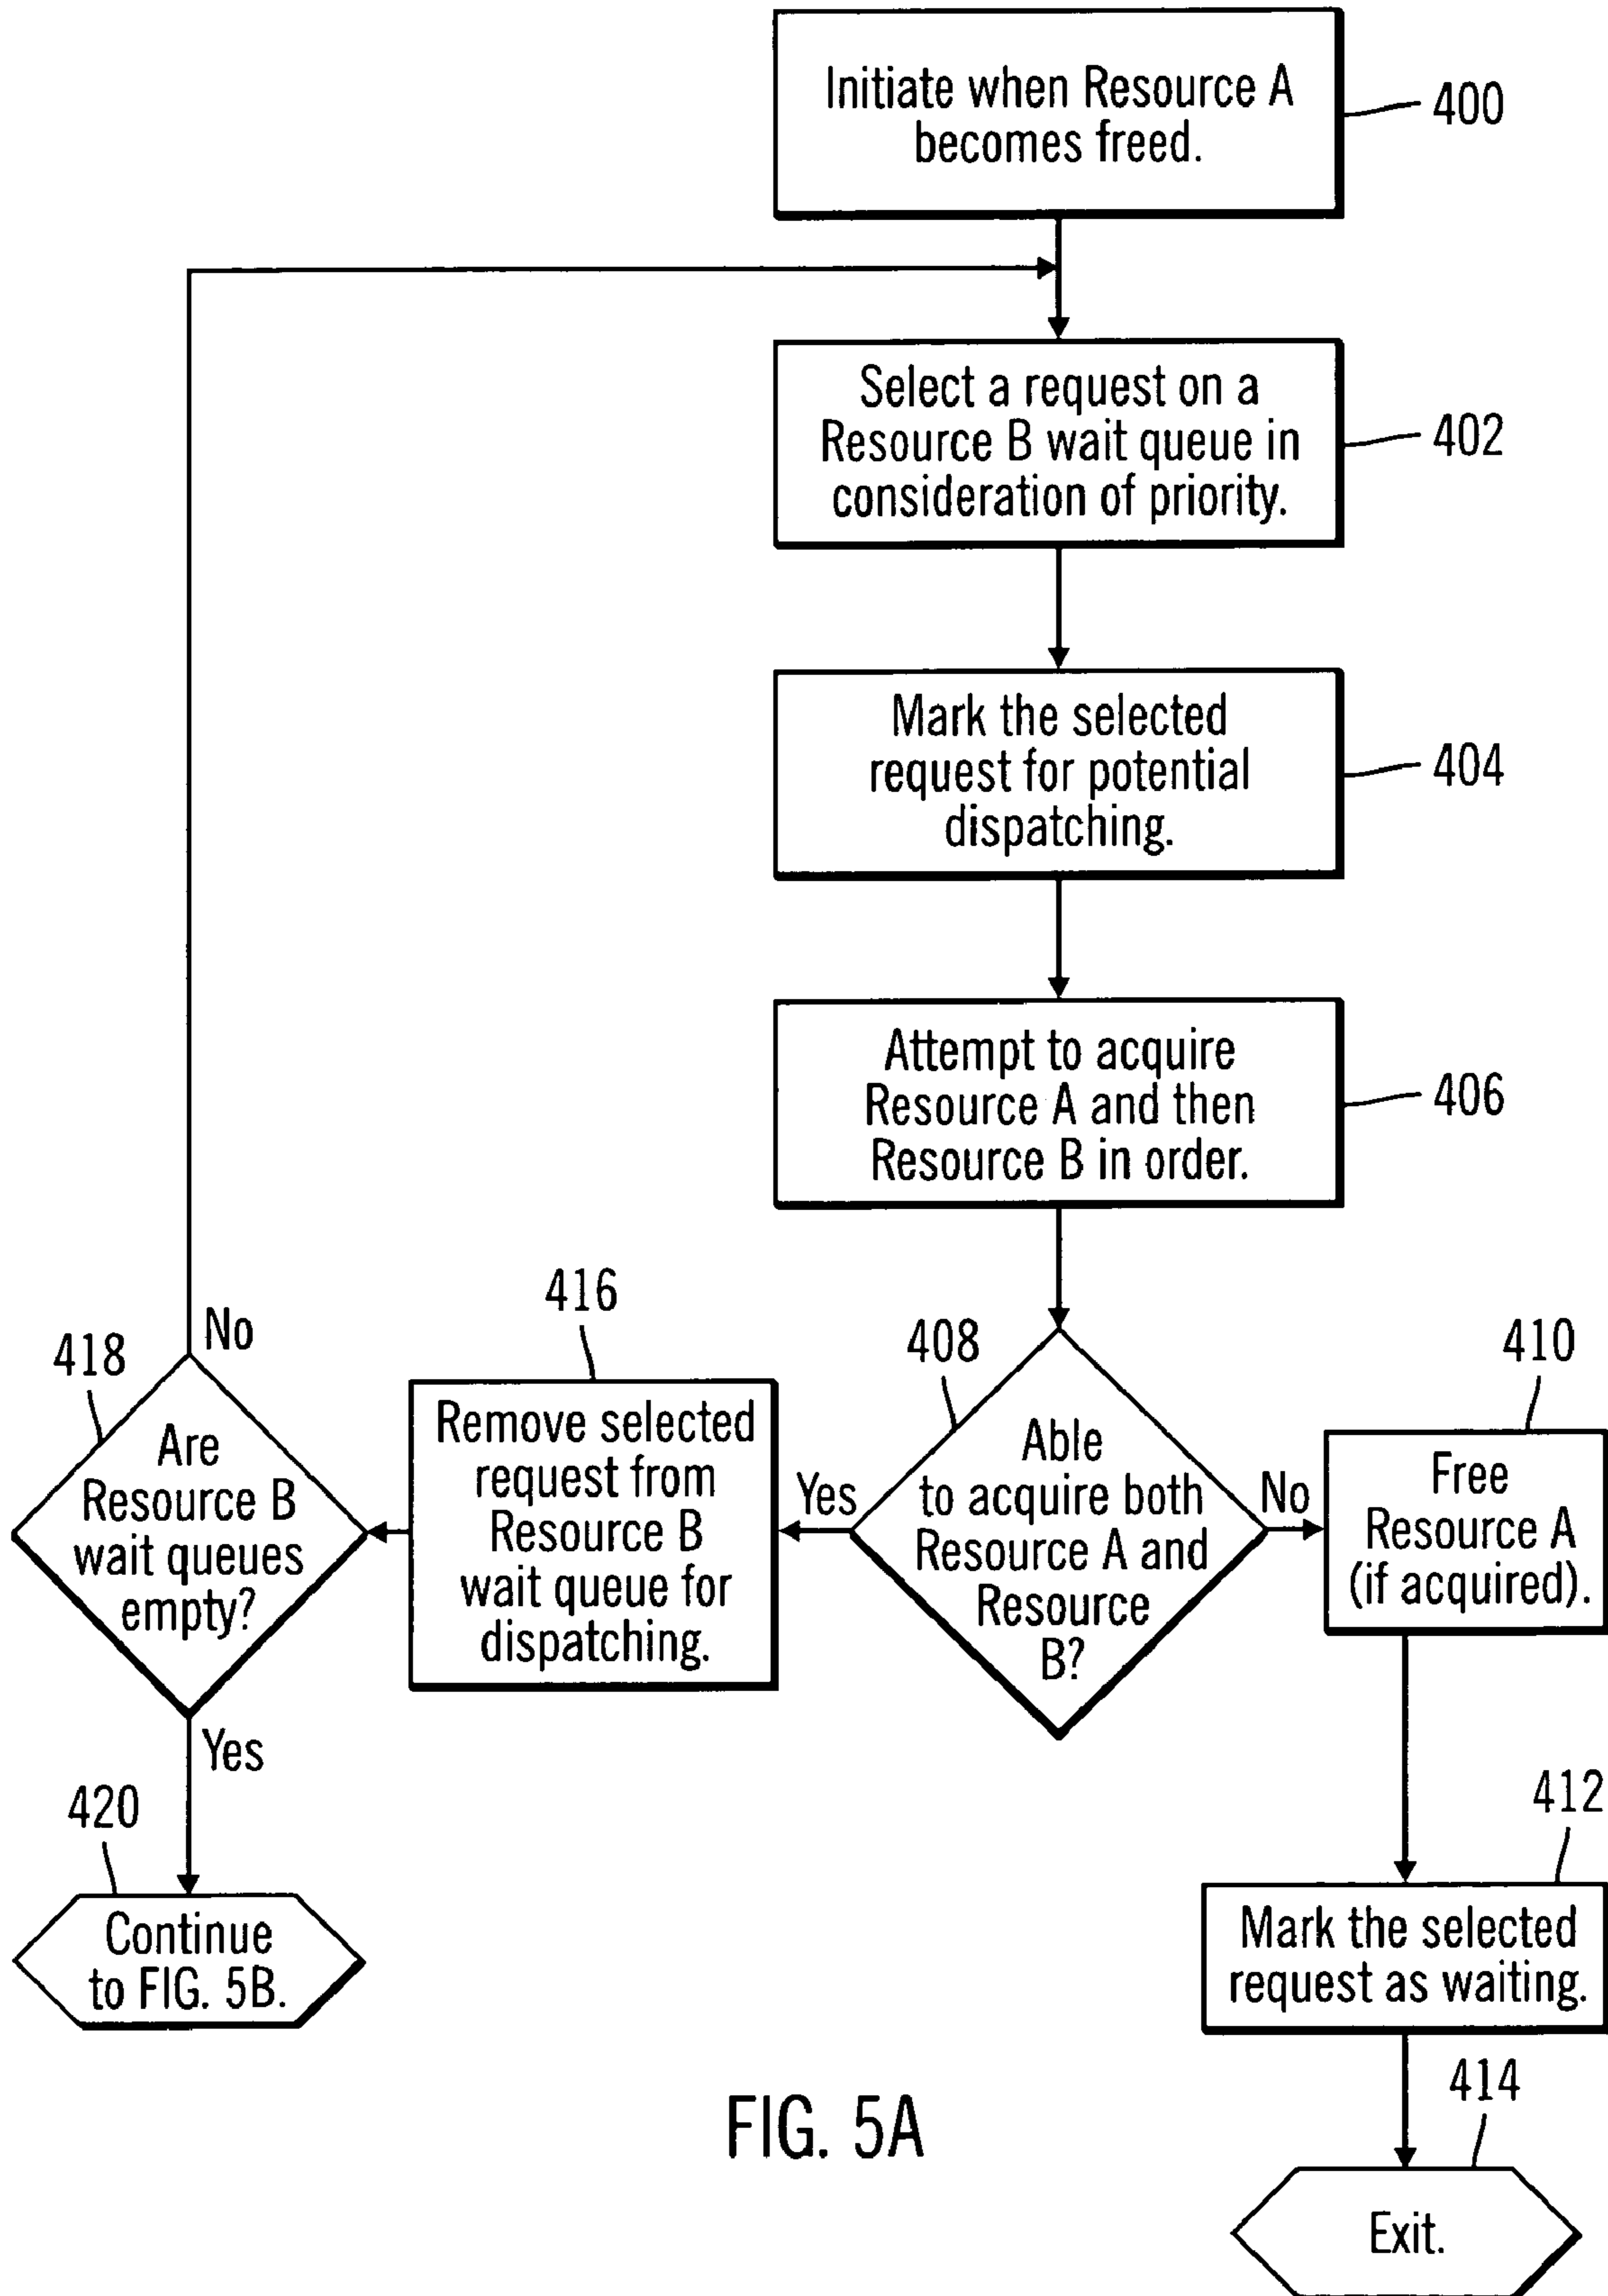 Initiate when Resource A
becomes freed.
400
Select a request on a
Resource B wait queue in
consideration of priority.
402
Mark the selected
request for potential
dispatching.
404
Attempt to acquire
Resource A and then
Resource B in order.
406
408
Able
to acquire both
Resource A and
Resource
B?
Yes
No
416
Remove selected
request from
Resource B
wait queue for
dispatching.
418
Are
Resource B
wait queues
empty?
No
Yes
420
Continue
to FIG. 5B.
410
Free
Resource A
(if acquired).
412
Mark the selected
request as waiting.
414
Exit.
FIG. 5A